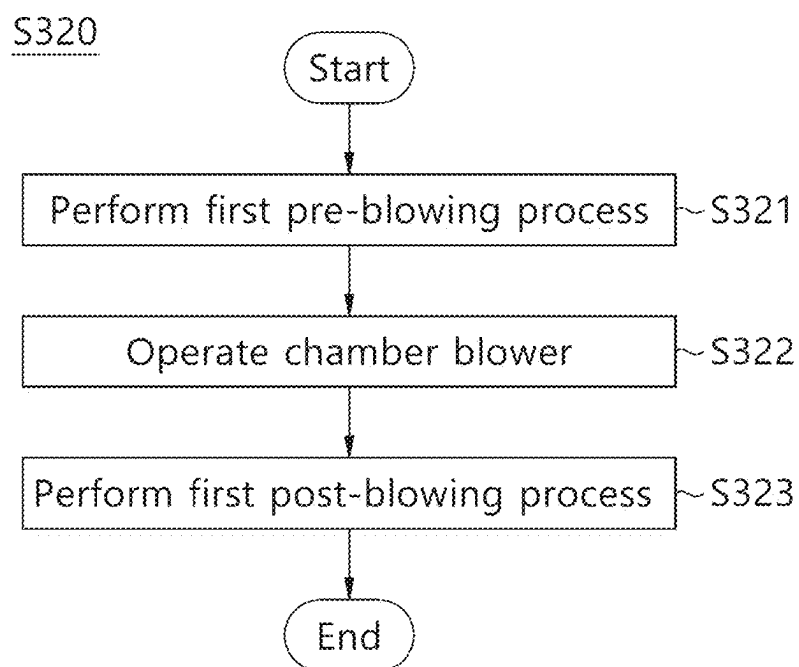 S320
Start
Perform first pre-blowing process
S321
Operate chamber blower
S322
Perform first post-blowing process
S323
End